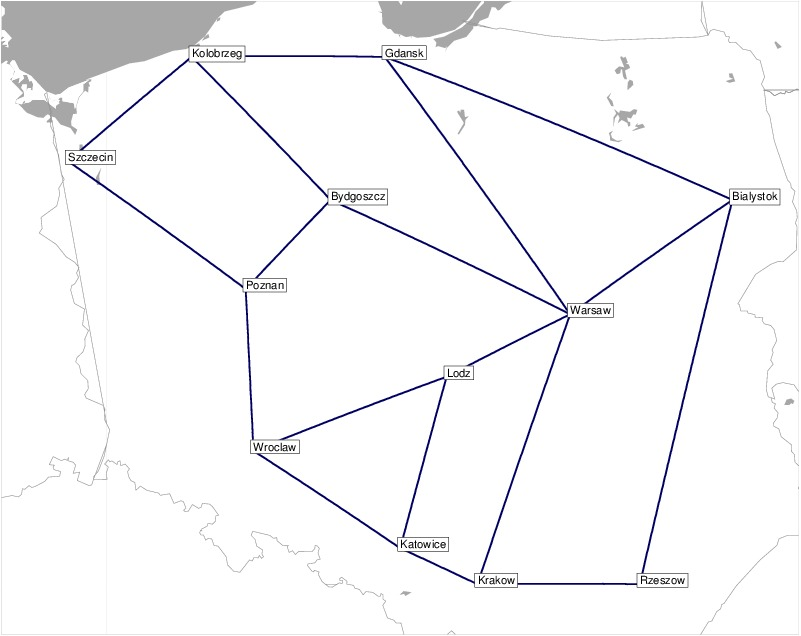 Kolobrzeg
Gdansk
Szczecin
Bydgoszcz
Bialystok
Poznan
Warsaw
Lodz
Wroclaw
Katowice
Krakow
Rzeszow